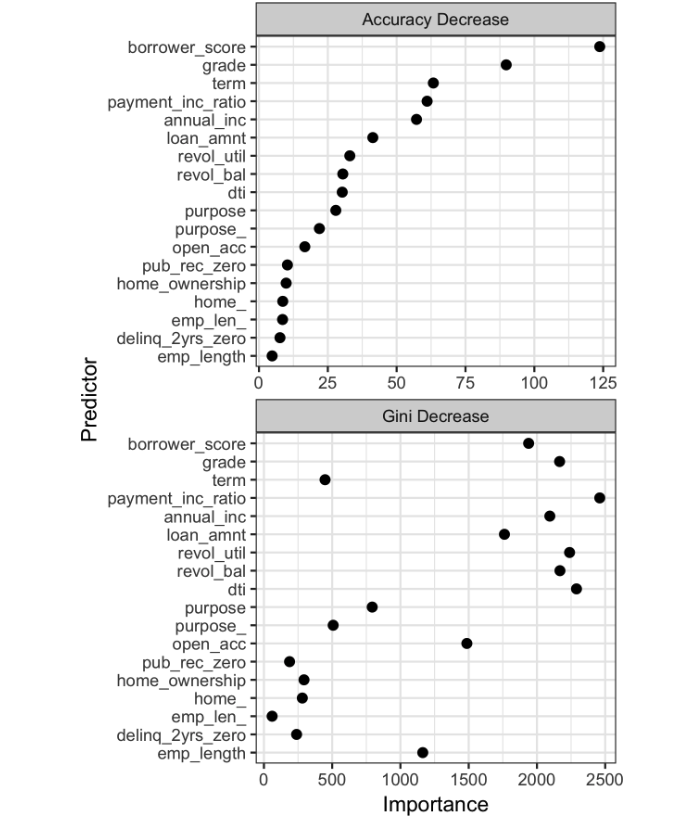 Accuracy Decrease
borrower_score
grade
term
payment_inc_ratio
annual_inc
loan_amnt
revol_util
revol_bal
dti
purpose
purpose_
open_acc
pub_rec_zero
home_ownership
home_
emp_len_
delinq_2yrs_zero
emp_length
0 25 50 75 100 125
Predictor
Gini Decrease
borrower_score
grade
term
payment_inc_ratio
annual_inc
loan_amnt
revol_util
revol_bal
dti
purpose
purpose_
open_acc
pub_rec_zero
home_ownership
home_
emp_len_
delinq_2yrs_zero
emp_length
0 500 1000 1500 2000 2500
Importance